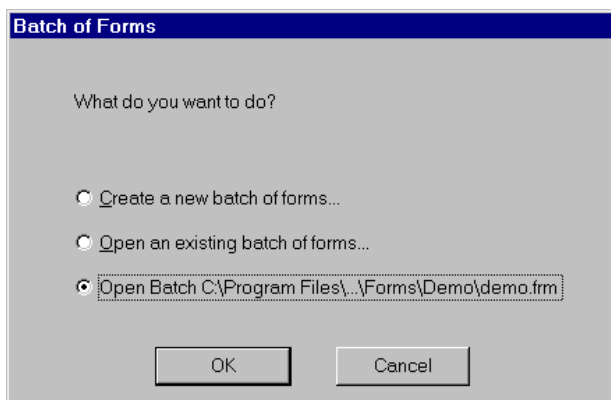 Batch of Forms
What do you want to do?
Create a new batch of forms...
Open an existing batch of forms...
Open Batch C:\Program Files\...\Forms\Demo\demo.frm
OK
Cancel